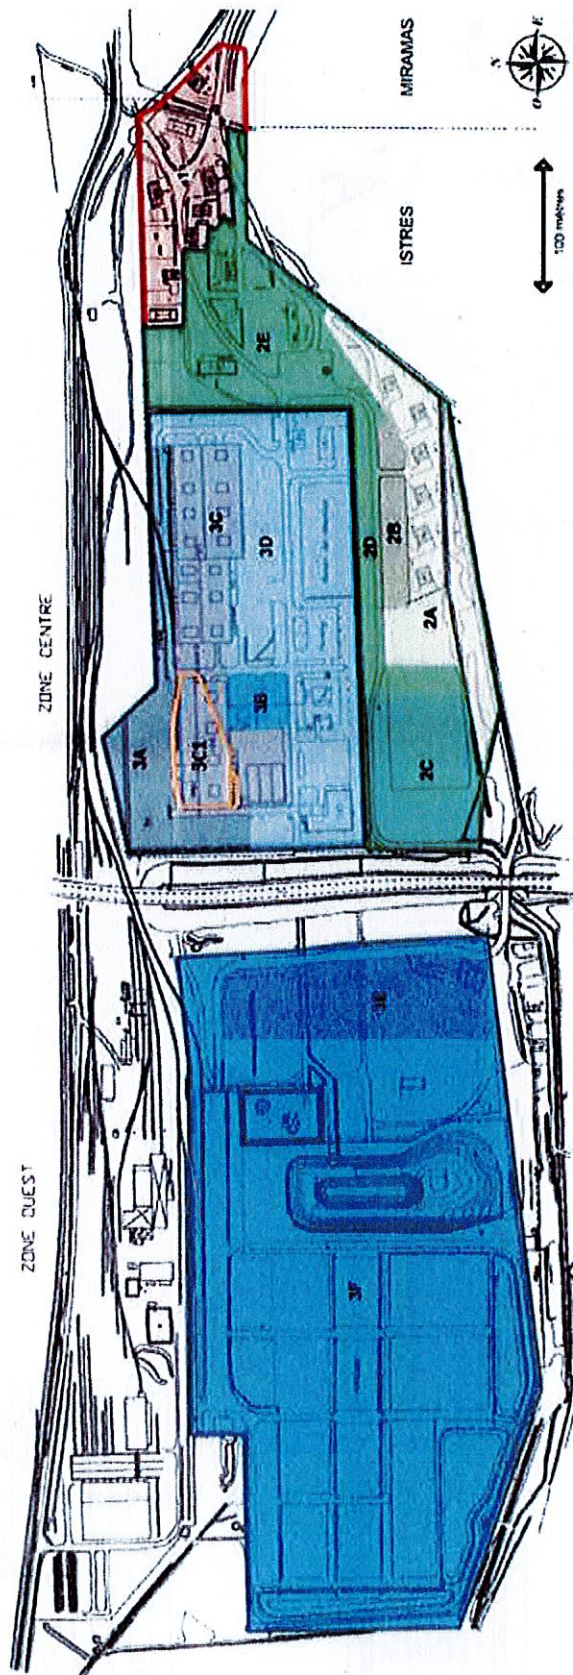 MIRAMAS
N
E
O
ISTRES
100 mètres
1
ZONE CENTRE
2E
3C
3D
2D
2B
2A
3A
3C1
3B
2C
ZONE OUEST
3E
3F